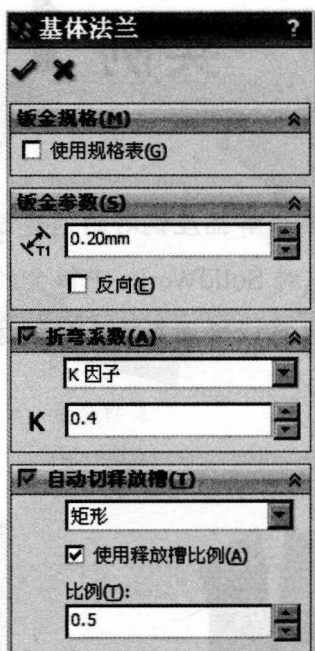 基体法兰 ?
钣金规格(M)
使用规格表(G)
钣金参数(S)
T1 0.20mm
反向(E)
折弯系数(A)
K 因子
K 0.4
自动切释放槽(T)
矩形
使用释放槽比例(A)
比例(T):
0.5